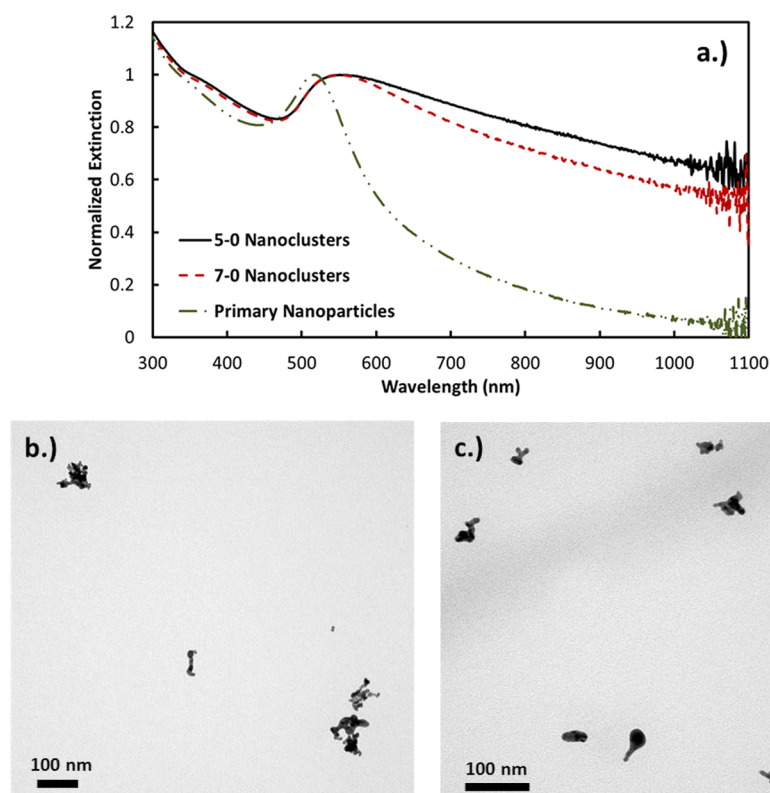 a.)
1.2
1
0.8
0.6
0.4
0.2
0
Normalized Extinction
5-0 Nanoclusters
7-0 Nanoclusters
Primary Nanoparticles
300 400 500 600 700 800 900 1000 1100
Wavelength (nm)
b.)
100 nm
c.)
100 nm